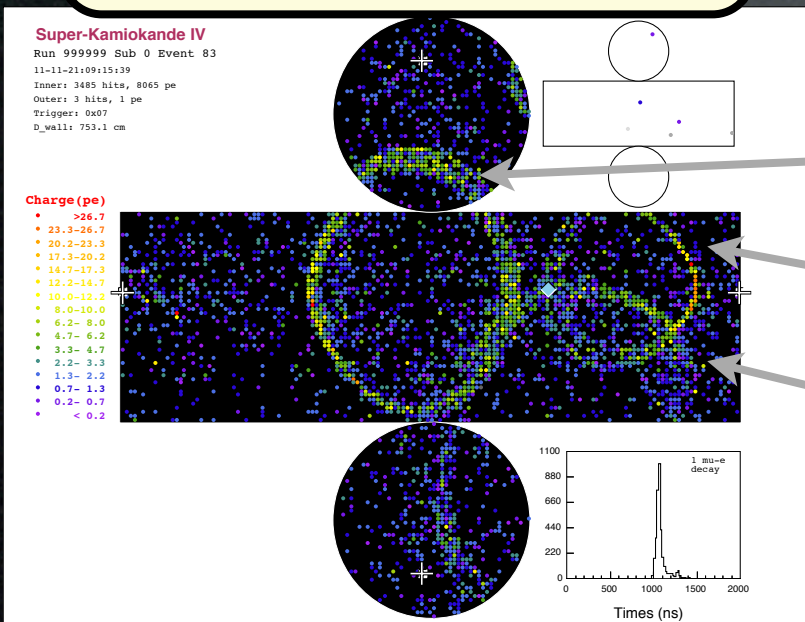 Super-Kamiokande IV
Run 999999 Sub 0 Event 83
11-11-21:09:15:39
Inner: 3485 hits, 8065 pe
Outer: 3 hits, 1 pe
Trigger: 0x07
D_wall: 753.1 cm
Charge(pe)
>26.7
23.3-26.7
20.2-23.3
17.3-20.2
14.7-17.3
12.2-14.7
10.0-12.2
8.0-10.0
6.2- 8.0
4.7- 6.2
3.3- 4.7
2.2- 3.3
1.3- 2.2
0.7- 1.3
0.2- 0.7
< 0.2
1 mu-e
decay
1100
880
660
440
220
0
0 500 1000 1500 2000
Times (ns)